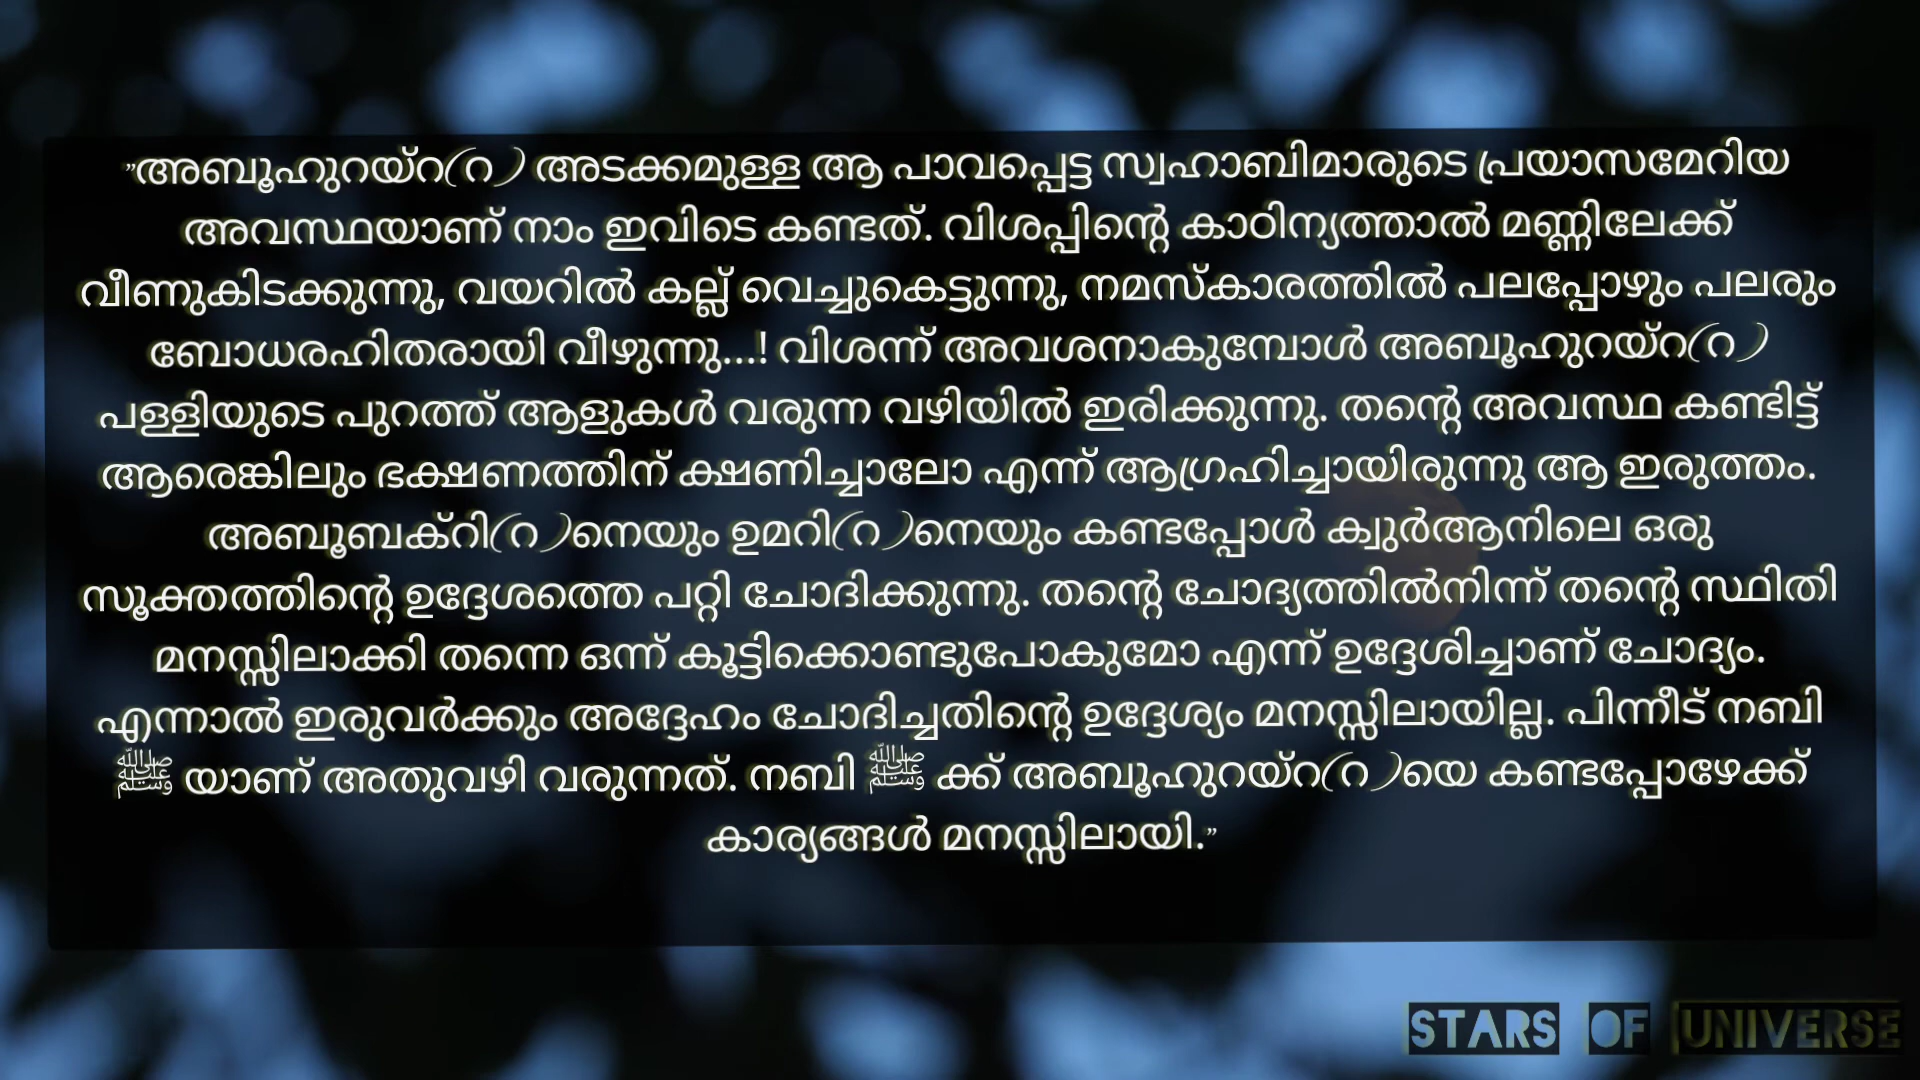 "അബൂഹുറയ്റ(റ) അടക്കമുള്ള ആ പാവപ്പെട്ട സ്വഹാബിമാരുടെ പ്രയാസമേറിയ
അവസ്ഥയാണ് നാം ഇവിടെ കണ്ടത്. വിശപ്പിന്റെ കാഠിന്യത്താൽ മണ്ണിലേക്ക്
വീണുകിടക്കുന്നു, വയറിൽ കല്ല് വെച്ചുകെട്ടുന്നു, നമസ്കാരത്തിൽ പലപ്പോഴും പലരും
ബോധരഹിതരായി വീഴുന്നു...! വിശന്ന് അവശനാകുമ്പോൾ അബൂഹുറയ്റ(റ)
പള്ളിയുടെ പുറത്ത് ആളുകൾ വരുന്ന വഴിയിൽ ഇരിക്കുന്നു. തന്റെ അവസ്ഥ കണ്ടിട്ട്
ആരെങ്കിലും ഭക്ഷണത്തിന് ക്ഷണിച്ചാലോ എന്ന് ആഗ്രഹിച്ചായിരുന്നു ആ ഇരുത്തം.
അബൂബക്റി(റ)നെയും ഉമറി(റ)നെയും കണ്ടപ്പോൾ ക്വുർആനിലെ ഒരു
സൂക്തത്തിന്റെ ഉദ്ദേശത്തെ പറ്റി ചോദിക്കുന്നു. തന്റെ ചോദ്യത്തിൽനിന്ന് തന്റെ സ്ഥിതി
മനസ്സിലാക്കി തന്നെ ഒന്ന് കൂട്ടിക്കൊണ്ടുപോകുമോ എന്ന് ഉദ്ദേശിച്ചാണ് ചോദ്യം.
എന്നാൽ ഇരുവർക്കും അദ്ദേഹം ചോദിച്ചതിന്റെ ഉദ്ദേശ്യം മനസ്സിലായില്ല. പിന്നീട് നബി
ﷺ യാണ് അതുവഴി വരുന്നത്. നബി ﷺ ക്ക് അബൂഹുറയ്റ(റ)യെ കണ്ടപ്പോഴേക്ക്
കാര്യങ്ങൾ മനസ്സിലായി."
STARS OF UNIVERSE